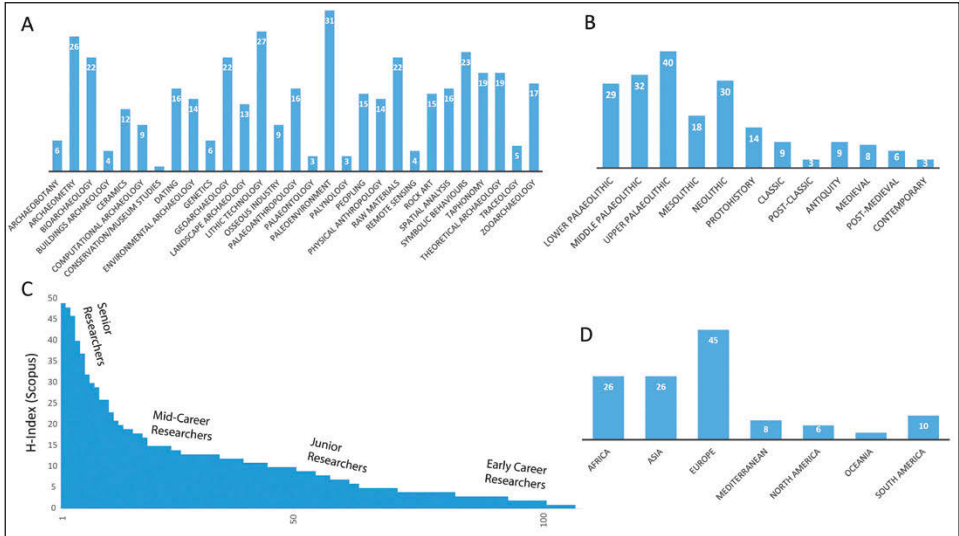 A
6
26
22
4
12
9
16
14
6
22
13
27
9
16
3
31
3
15
14
22
4
15
16
23
19
19
5
17
ARCHAEOBOTANY
ARCHAEOMETRY
BIOARCHAEOLOGY
BUILDINGS ARCHAEOLOGY
CERAMICS
COMPUTATIONAL ARCHAEOLOGY
CONSERVATION/MUSEUM STUDIES
DATING
ENVIRONMENTAL ARCHAEOLOGY
GENETICS
GEOARCHAEOLOGY
LANDSCAPE ARCHAEOLOGY
LITHIC TECHNOLOGY
OSSEOUS INDUSTRY
PALAEOANTHROPOLOGY
PALAEONTOLOGY
PALEOENVIRONMENT
PALYNOLOGY
PEOPLING
PHYSICAL ANTHROPOLOGY
RAW MATERIALS
REMOTE SENSING
ROCK ART
SPATIAL ANALYSIS
SYMBOLIC BEHAVIOURS
TAPHONOMY
THEORETICAL ARCHAEOLOGY
TRACEOLOGY
ZOOARCHAEOLOGY
B
29
32
40
18
30
14
9
3
9
8
6
3
LOWER PALAEOLITHIC
MIDDLE PALAEOLITHIC
UPPER PALAEOLITHIC
MESOLITHIC
NEOLITHIC
PROTOHISTORY
CLASSIC
POST-CLASSIC
ANTIQUITY
MEDIEVAL
POST-MEDIEVAL
CONTEMPORARY
C
H-Index (Scopus)
50
45
40
35
30
25
20
15
10
5
0
Senior
Researchers
Mid-Career
Researchers
Junior
Researchers
Early Career
Researchers
1
50
100
D
26
26
45
8
6
10
AFRICA
ASIA
EUROPE
MEDITERRANEAN
NORTH AMERICA
OCEANIA
SOUTH AMERICA